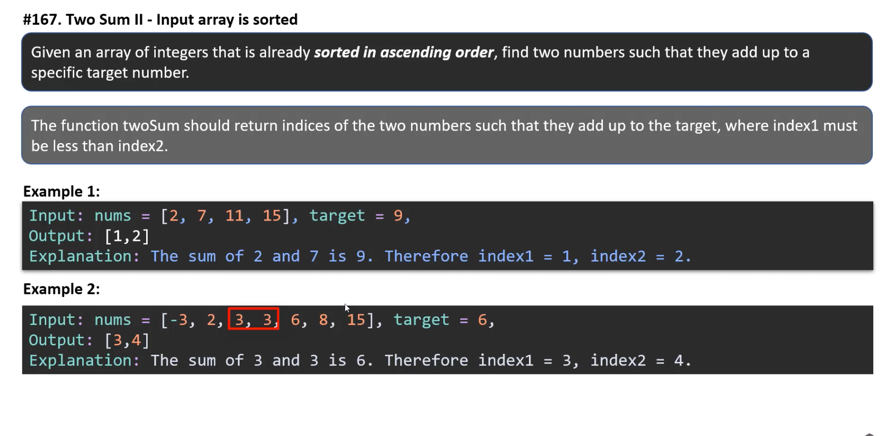 #167. Two Sum II - Input array is sorted
Given an array of integers that is already sorted in ascending order, find two numbers such that they add up to a
specific target number.
The function twoSum should return indices of the two numbers such that they add up to the target, where index1 must
be less than index2.
Example 1:
Input: nums = [2, 7, 11, 15], target = 9,
Output: [1,2]
Explanation: The sum of 2 and 7 is 9. Therefore index1 = 1, index2 = 2.
Example 2:
Input: nums = [-3, 2, 3, 3, 6, 8, 15], target = 6,
Output: [3,4]
Explanation: The sum of 3 and 3 is 6. Therefore index1 = 3, index2 = 4.